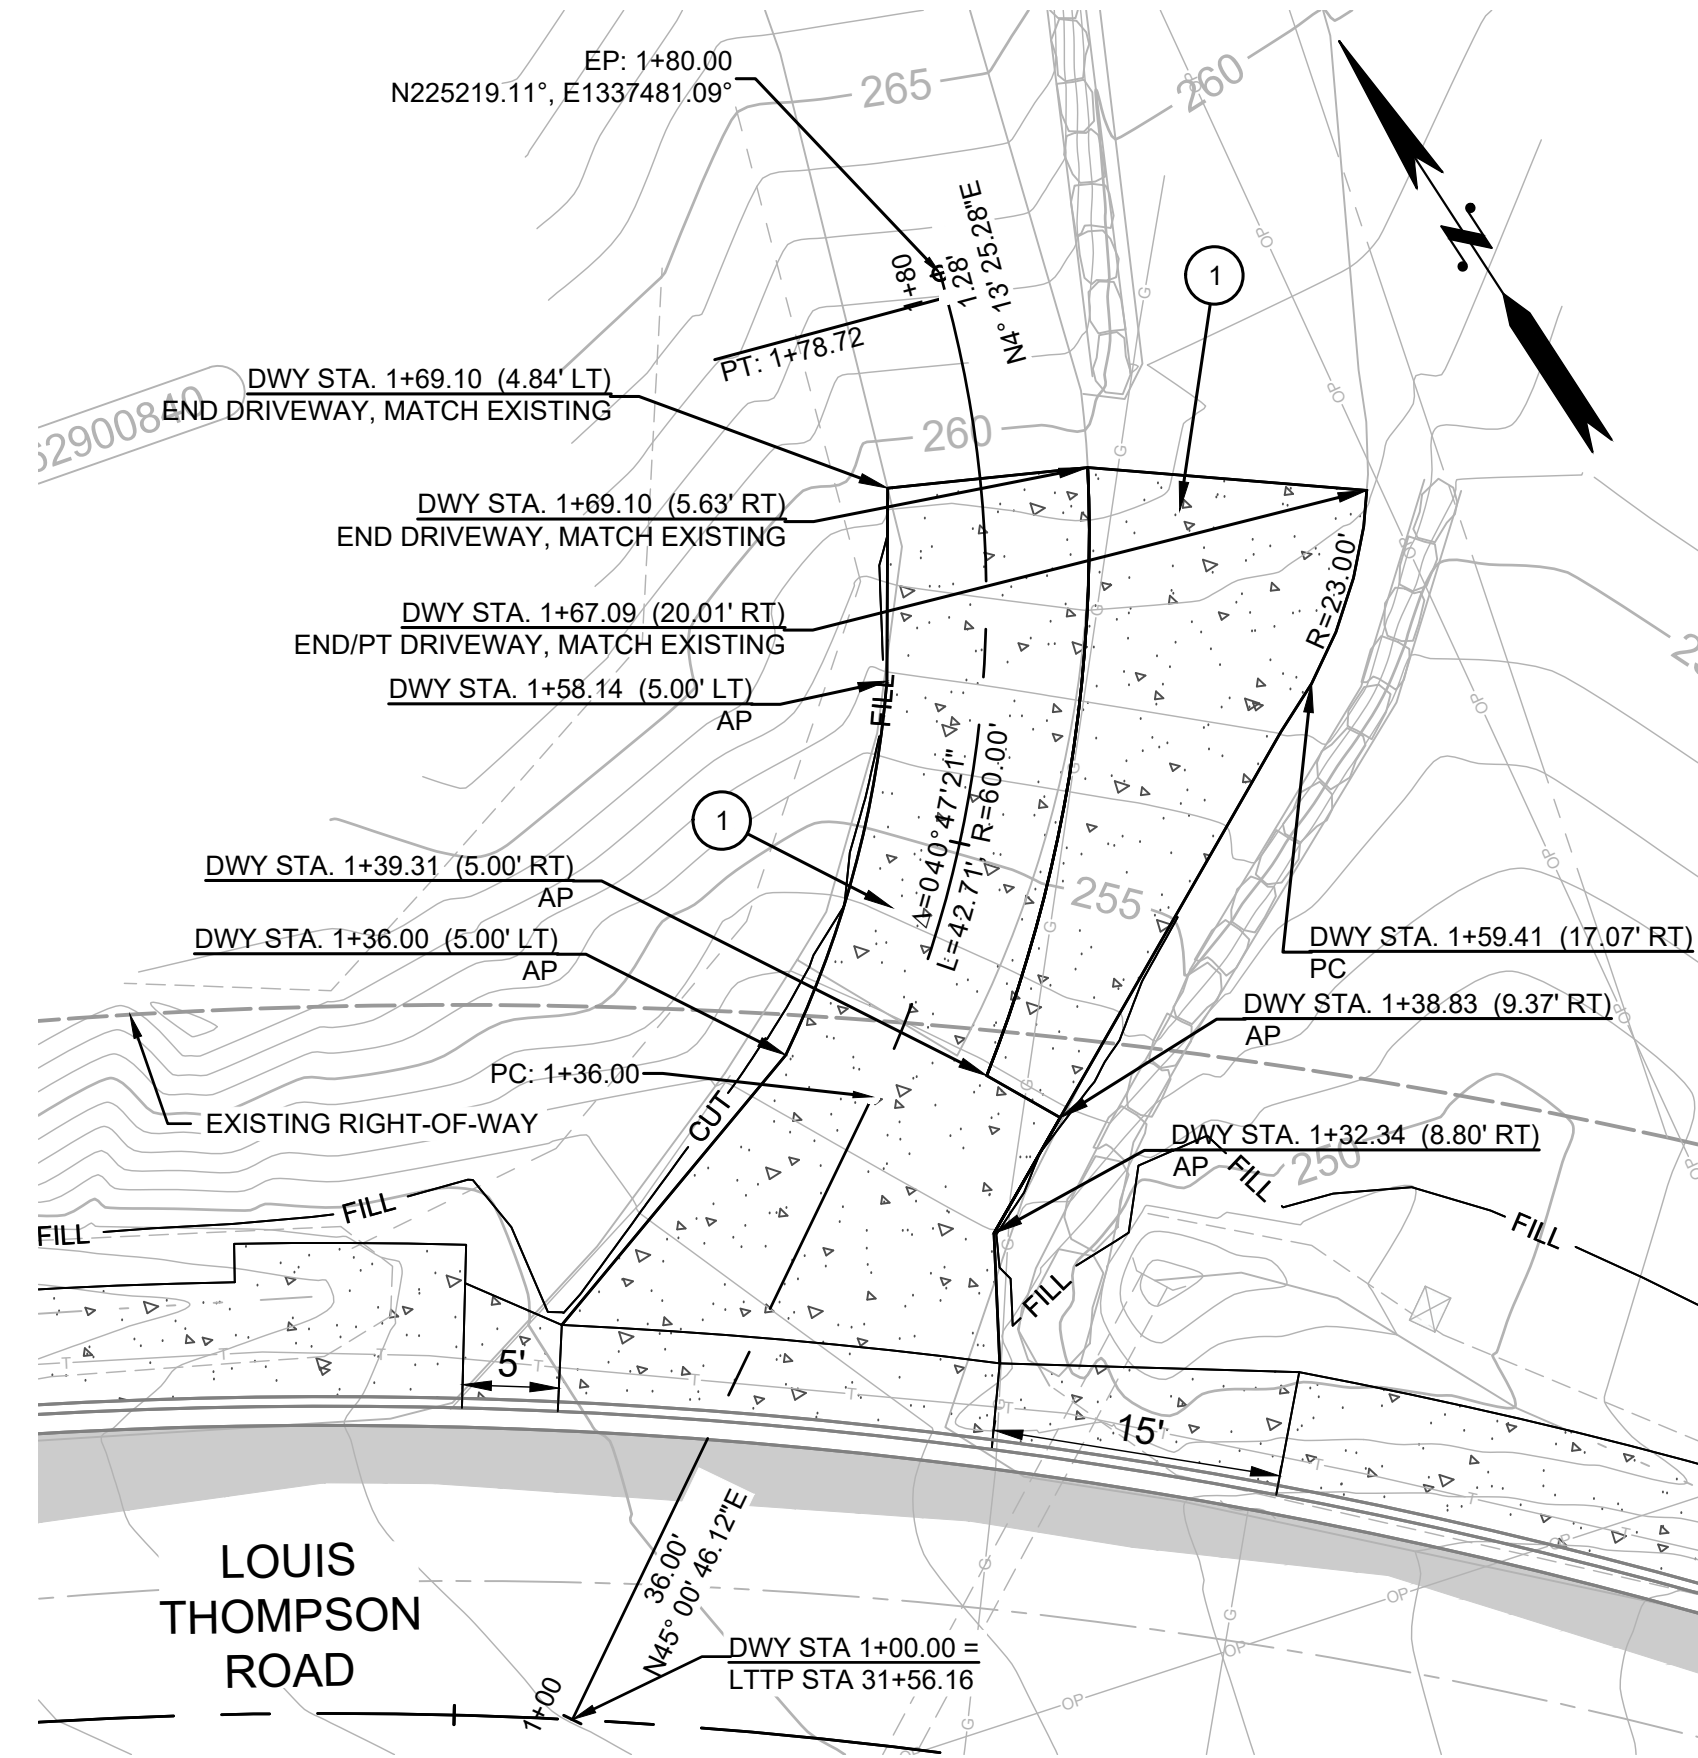 EP: 1+80.00
N225219.11°, E1337481.09°
265
260
1+80
1.28'
N4° 13' 25.28"E
1
PT: 1+78.72
DWY STA. 1+69.10 (4.84' LT)
END DRIVEWAY, MATCH EXISTING
260
DWY STA. 1+69.10 (5.63' RT)
END DRIVEWAY, MATCH EXISTING
R=23.00'
DWY STA. 1+67.09 (20.01' RT)
END/PT DRIVEWAY, MATCH EXISTING
DWY STA. 1+58.14 (5.00' LT)
AP
FILL
1
Δ=040°47'21"
L=42.71', R=60.00'
DWY STA. 1+39.31 (5.00' RT)
AP
255
DWY STA. 1+36.00 (5.00' LT)
AP
DWY STA. 1+59.41 (17.07' RT)
PC
DWY STA. 1+38.83 (9.37' RT)
AP
PC: 1+36.00
CUT
EXISTING RIGHT-OF-WAY
DWY STA. 1+32.34 (8.80' RT)
AP
250
FILL
FILL
FILL
FILL
FILL
5'
15'
36.00'
N45° 00' 46.12"E
LOUIS
THOMPSON
ROAD
DWY STA 1+00.00 =
LTTP STA 31+56.16
1+00